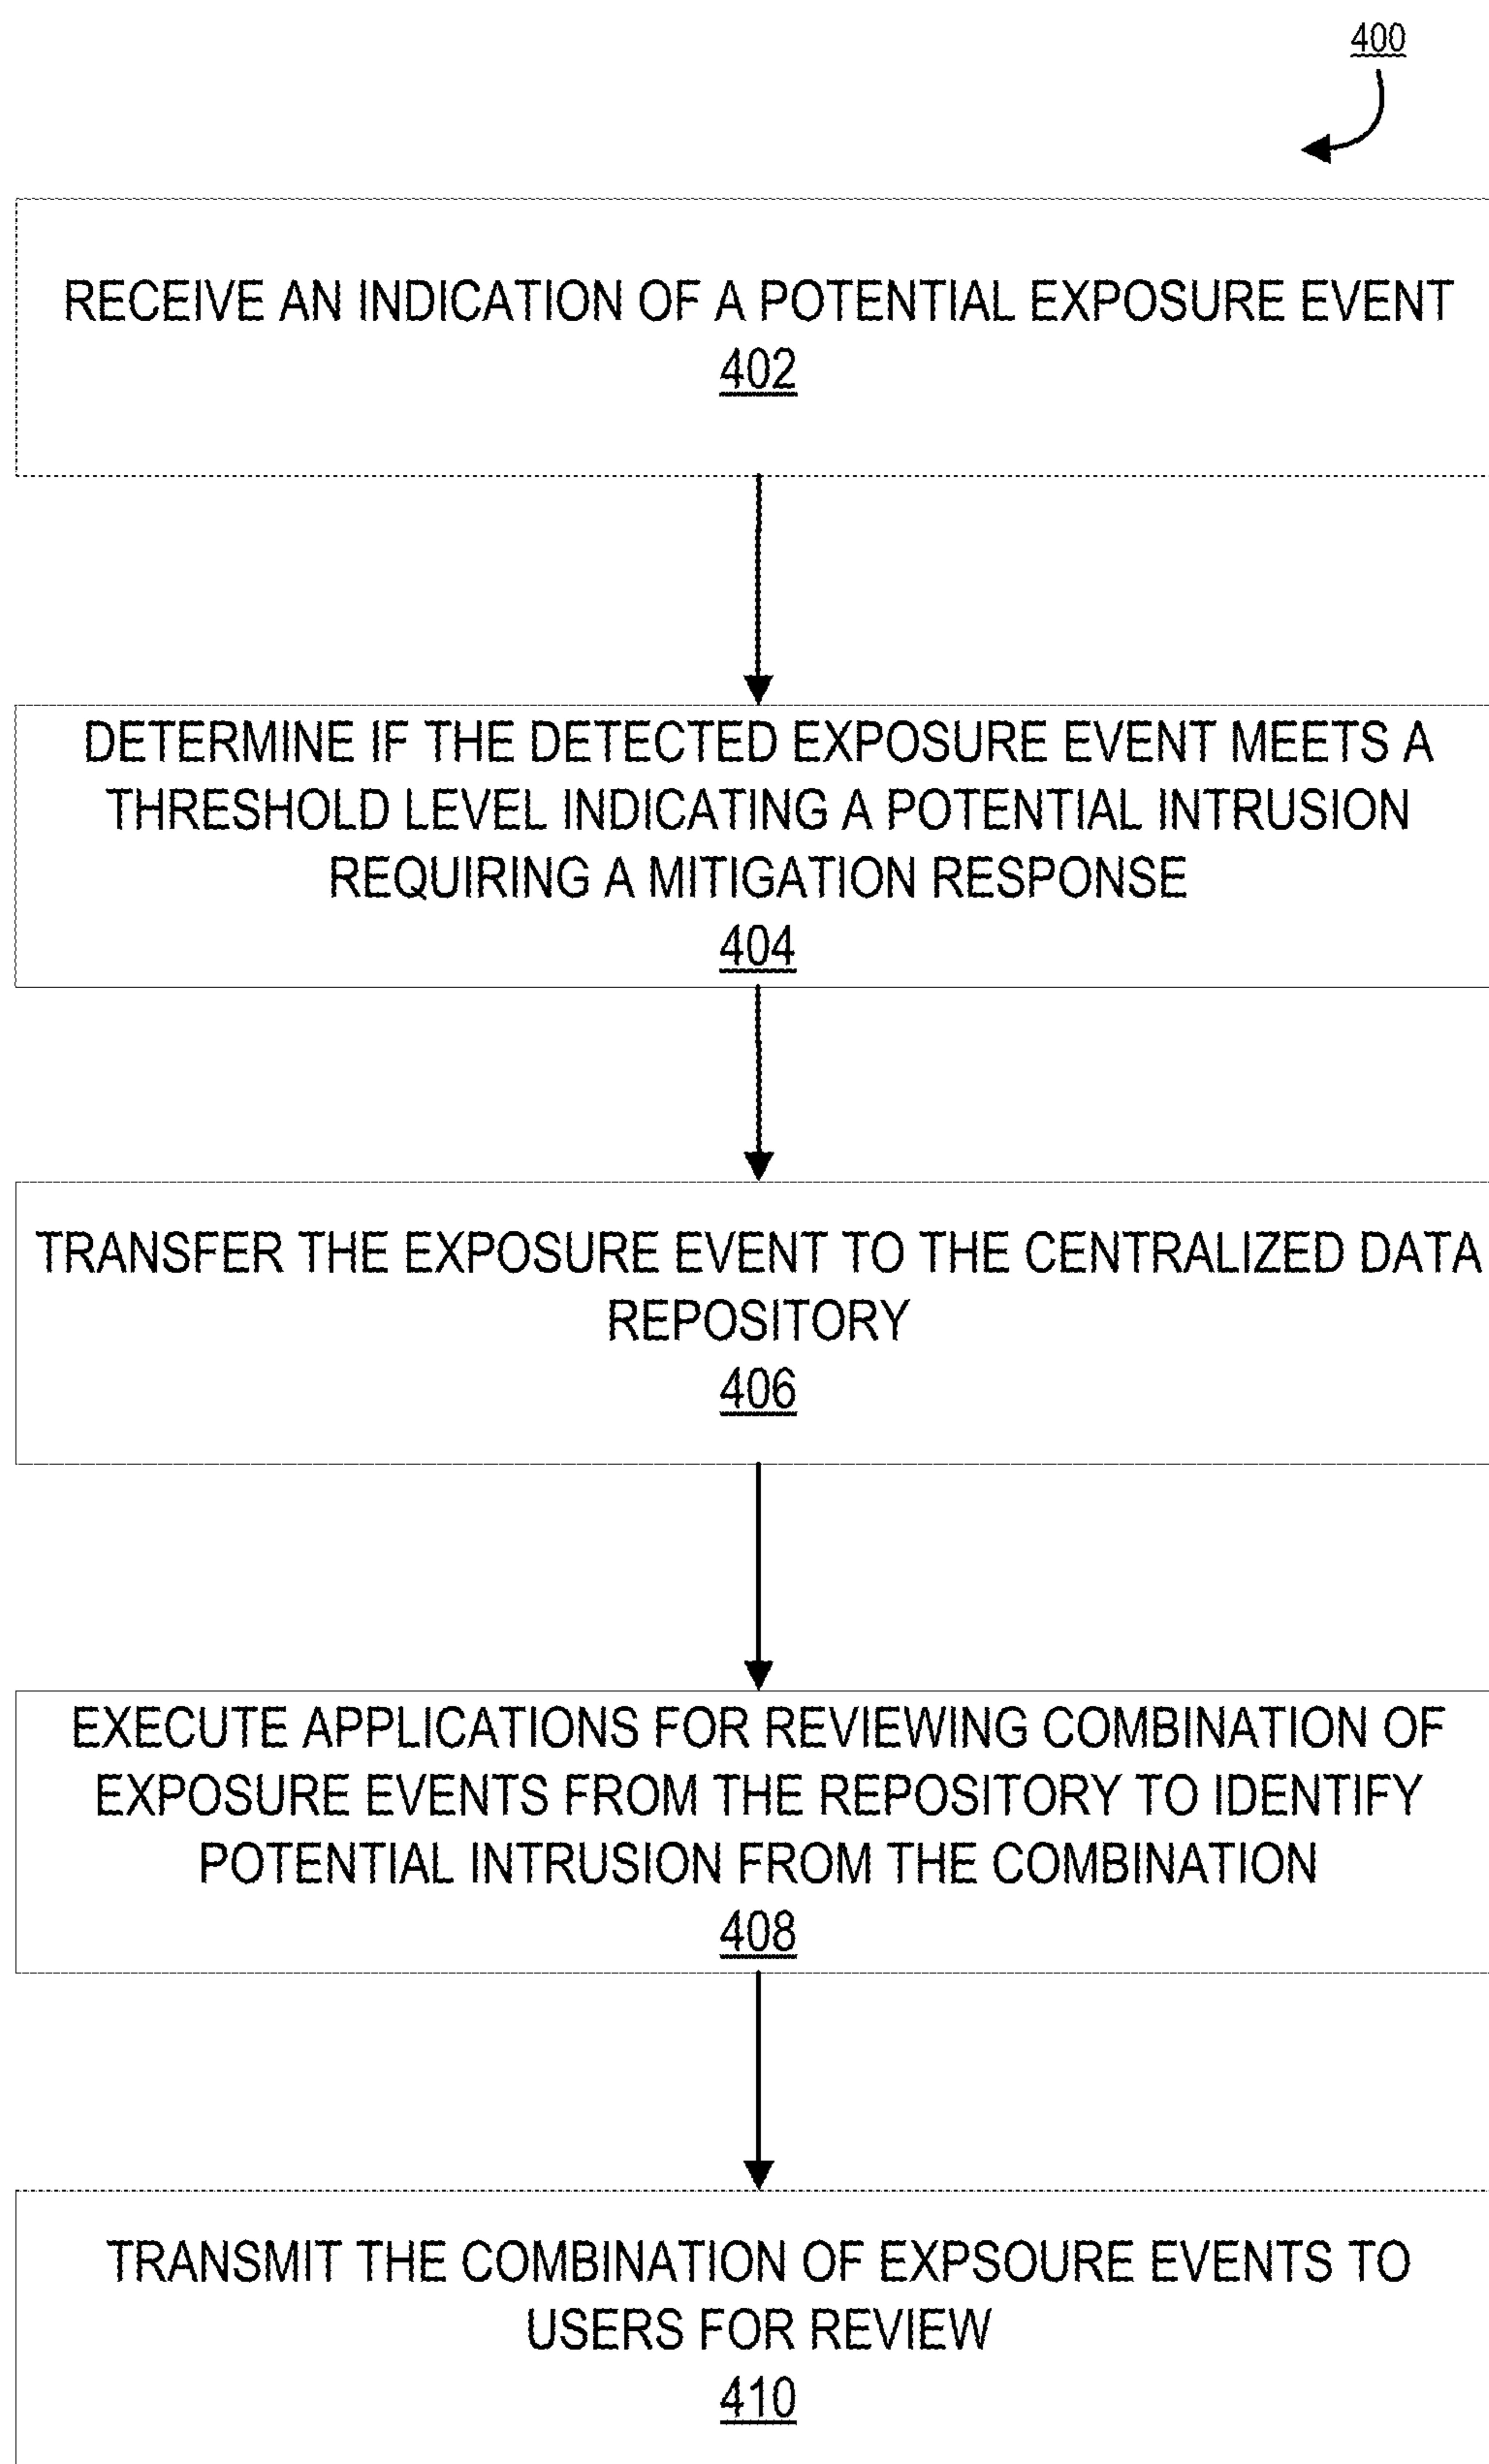 400
RECEIVE AN INDICATION OF A POTENTIAL EXPOSURE EVENT
402
DETERMINE IF THE DETECTED EXPOSURE EVENT MEETS A
THRESHOLD LEVEL INDICATING A POTENTIAL INTRUSION
REQUIRING A MITIGATION RESPONSE
404
TRANSFER THE EXPOSURE EVENT TO THE CENTRALIZED DATA
REPOSITORY
406
EXECUTE APPLICATIONS FOR REVIEWING COMBINATION OF
EXPOSURE EVENTS FROM THE REPOSITORY TO IDENTIFY
POTENTIAL INTRUSION FROM THE COMBINATION
408
TRANSMIT THE COMBINATION OF EXPSOURE EVENTS TO
USERS FOR REVIEW
410